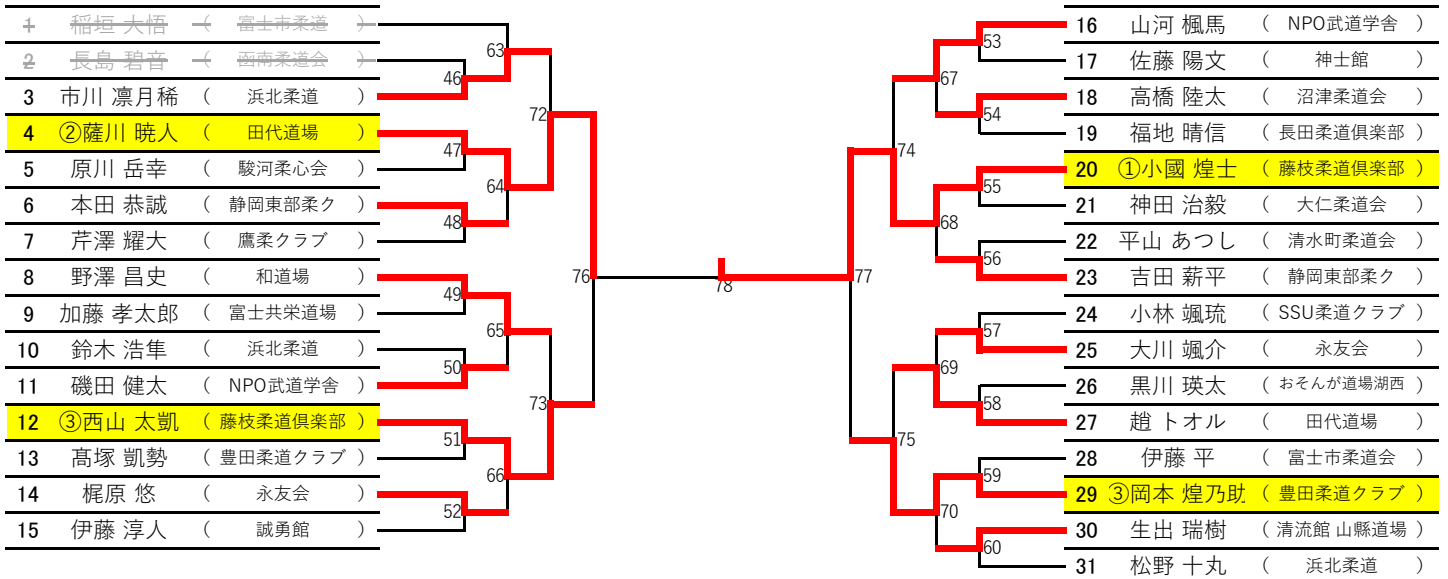 1 稲垣 大悟 ( 富士市柔道 )
2 長島 碧音 ( 函南柔道会 )
3 市川 凛月稀 ( 浜北柔道 )
4 ②薩川 暁人 ( 田代道場 )
5 原川 岳幸 ( 駿河柔心会 )
6 本田 恭誠 ( 静岡東部柔ク )
7 芹澤 耀大 ( 鷹柔クラブ )
8 野澤 昌史 ( 和道場 )
9 加藤 孝太郎 ( 富士共栄道場 )
10 鈴木 浩隼 ( 浜北柔道 )
11 磯田 健太 ( NPO武道学舎 )
12 ③西山 太凱 ( 藤枝柔道倶楽部 )
13 髙塚 凱勢 ( 豊田柔道クラブ )
14 梶原 悠 ( 永友会 )
15 伊藤 淳人 ( 誠勇館 )
63
46
72
47
64
48
76
49
65
50
73
51
66
52
78
53
67
54
74
55
68
56
77
57
69
58
75
59
70
60
16 山河 楓馬 ( NPO武道学舎 )
17 佐藤 陽文 ( 神士館 )
18 高橋 陸太 ( 沼津柔道会 )
19 福地 晴信 ( 長田柔道倶楽部 )
20 ①小國 煌士 ( 藤枝柔道倶楽部 )
21 神田 治毅 ( 大仁柔道会 )
22 平山 あつし ( 清水町柔道会 )
23 吉田 薪平 ( 静岡東部柔ク )
24 小林 颯琉 ( SSU柔道クラブ )
25 大川 颯介 ( 永友会 )
26 黒川 瑛太 ( おそんが道場湖西 )
27 趙 トオル ( 田代道場 )
28 伊藤 平 ( 富士市柔道会 )
29 ③岡本 煌乃助 ( 豊田柔道クラブ )
30 生出 瑞樹 ( 清流館 山縣道場 )
31 松野 十丸 ( 浜北柔道 )